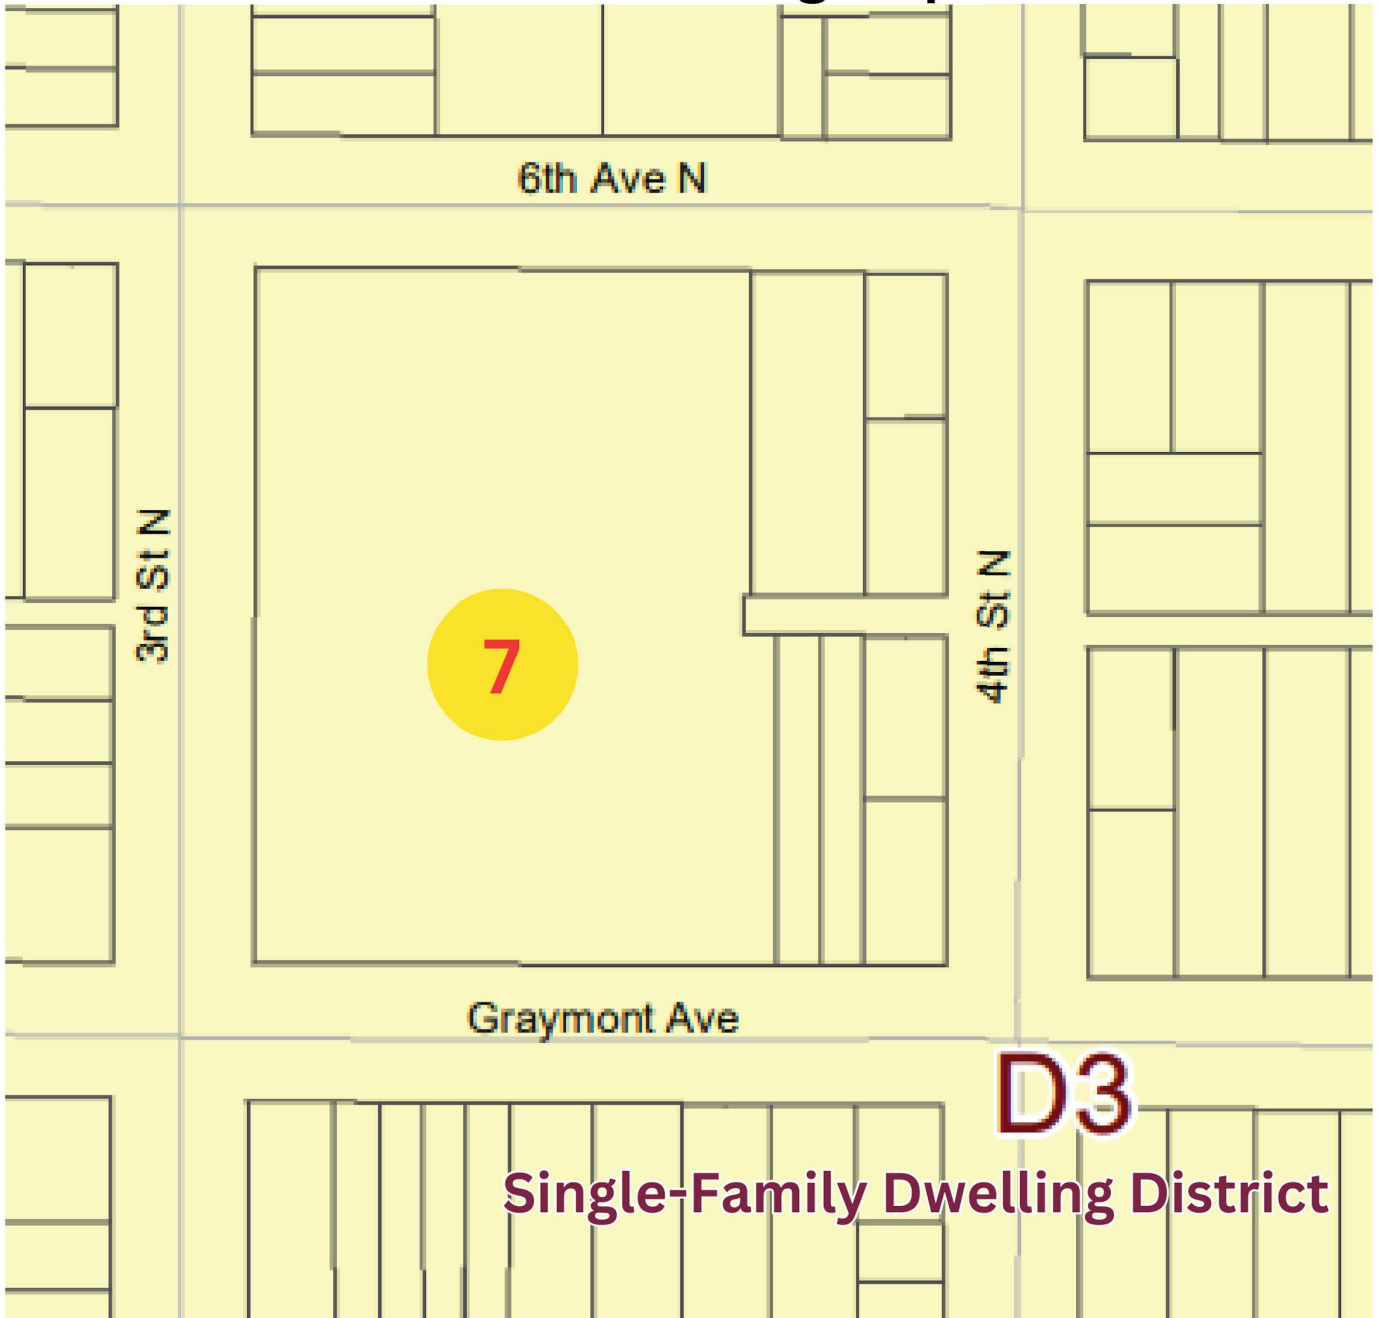 6th Ave N
3rd St N
4th St N
7
Graymont Ave
D3
Single-Family Dwelling District